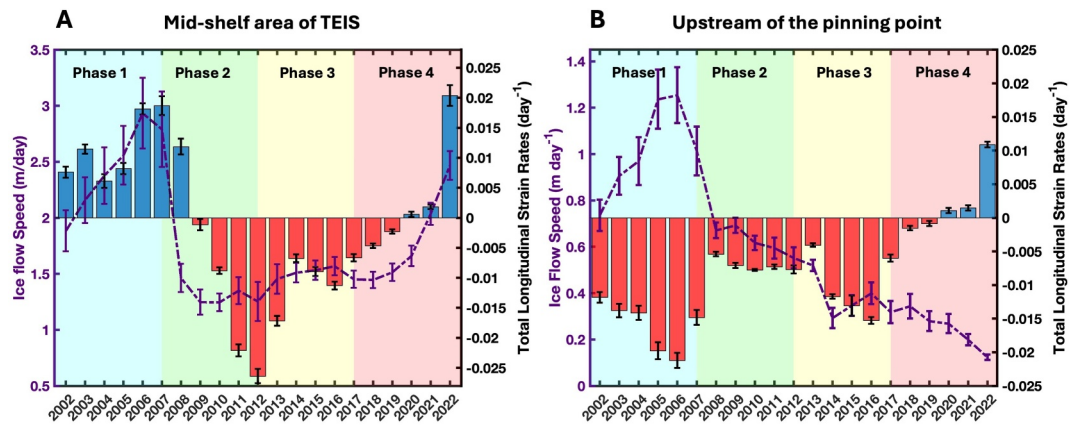 A
Mid-shelf area of TEIS
3.5
3
2.5
2
1.5
1
0.5
Ice flow Speed (m/day)
Phase 1
Phase 2
Phase 3
Phase 4
0.025
0.02
0.015
0.01
0.005
0
-0.005
-0.01
-0.015
-0.02
-0.025
Total Longitudinal Strain Rates (day⁻¹)
2002 2003 2004 2005 2006 2007 2008 2009 2010 2011 2012 2013 2014 2015 2016 2017 2018 2019 2020 2021 2022
B
Upstream of the pinning point
1.4
1.2
1
0.8
0.6
0.4
0.2
0
Ice Flow Speed (m day⁻¹)
Phase 1
Phase 2
Phase 3
Phase 4
0.025
0.02
0.015
0.01
0.005
0
-0.005
-0.01
-0.015
-0.02
-0.025
Total Longitudinal Strain Rates (day⁻¹)
2002 2003 2004 2005 2006 2007 2008 2009 2010 2011 2012 2013 2014 2015 2016 2017 2018 2019 2020 2021 2022